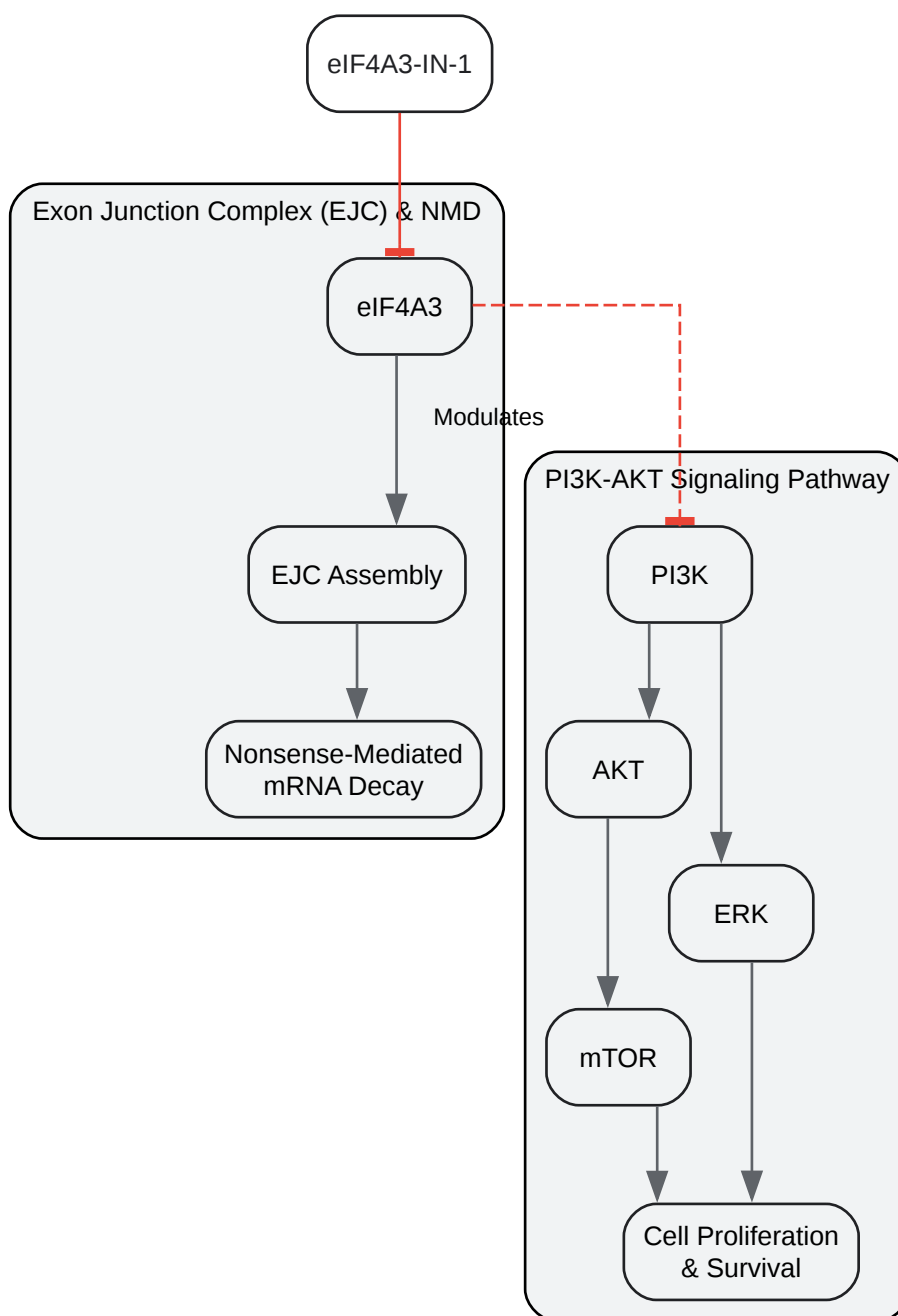 eIF4A3-IN-1
Exon Junction Complex (EJC) & NMD
eIF4A3
Modulates
PI3K-AKT Signaling Pathway
EJC Assembly
PI3K
Nonsense-Mediated
mRNA Decay
AKT
ERK
mTOR
Cell Proliferation
& Survival